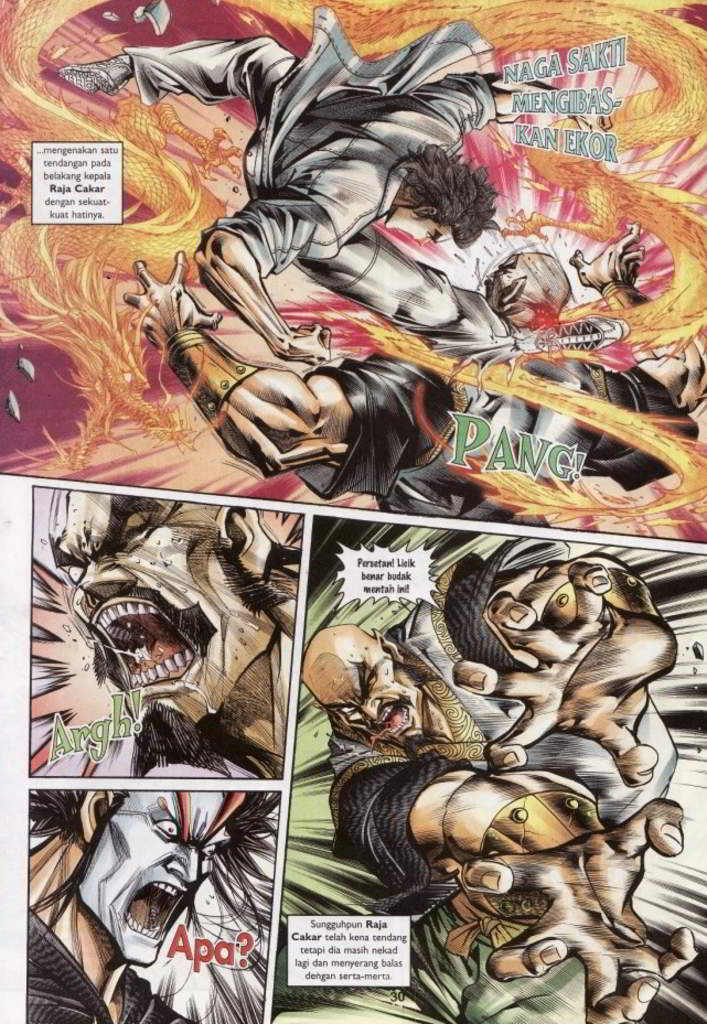 NAGA SAKTI
MENGIBAS-
KAN EKOR
...mengenakan satu
tendangan pada
belakang kepala
Raja Cakar
dengan sekuat-
kuat hatinya.
PANG!
Argh!
Persetan! Licik
benar budak
mentah ini!
Apa?
Sungguhpun Raja
Cakar telah kena tendang
tetapi dia masih nekad
lagi dan menyerang balas
dengan serta-merta.
30